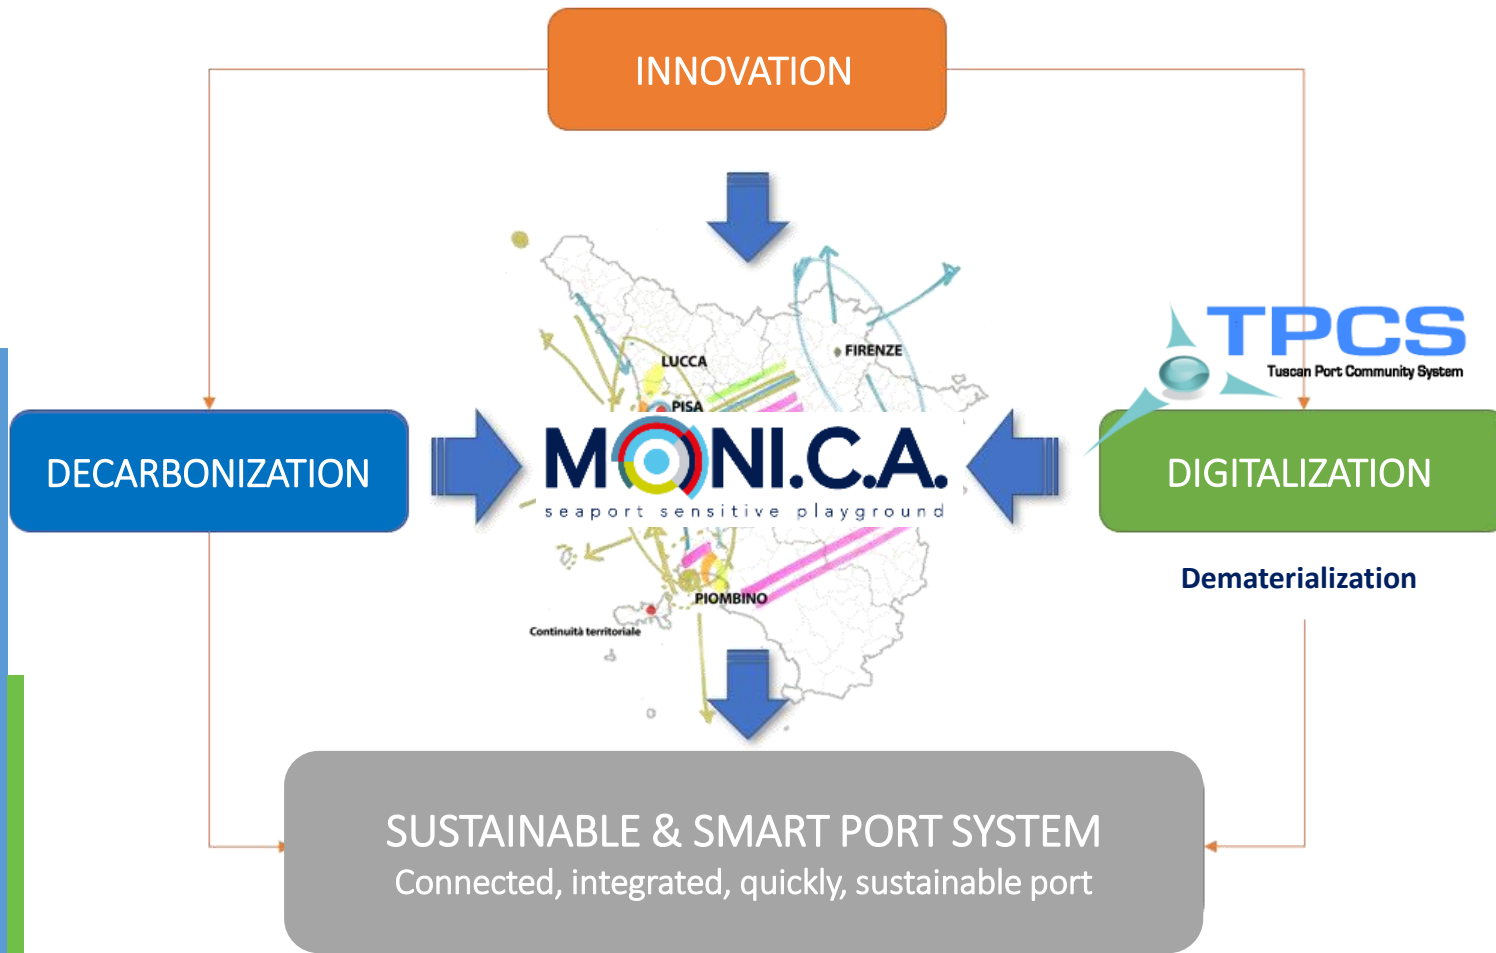 INNOVATION
TPCS
Tuscan Port Community System
FIRENZE
LUCCA
PISA
DECARBONIZATION
MONI.C.A.
seaport sensitive playground
DIGITALIZATION
Dematerialization
PIOMBINO
Continuità territoriale
SUSTAINABLE & SMART PORT SYSTEM
Connected, integrated, quickly, sustainable port